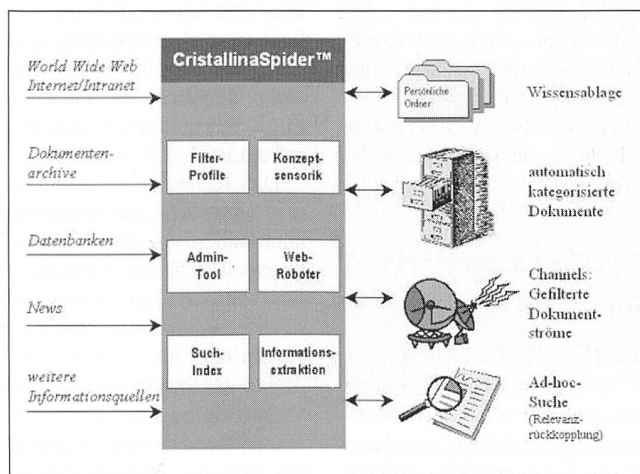 CristallinaSpider™
World Wide Web
Internet/Intranet
Dokumenten-
archive
Datenbanken
News
weitere
Informationsquellen
Filter-
Profile
Konzept-
sensorik
Admin-
Tool
Web-
Roboter
Such-
Index
Informations-
extraktion
Persönliche
Ordner
Wissensablage
automatisch
kategorisierte
Dokumente
Channels:
Gefilterte
Dokument-
ströme
Ad-hoc-
Suche
(Relevanz-
rückkopplung)